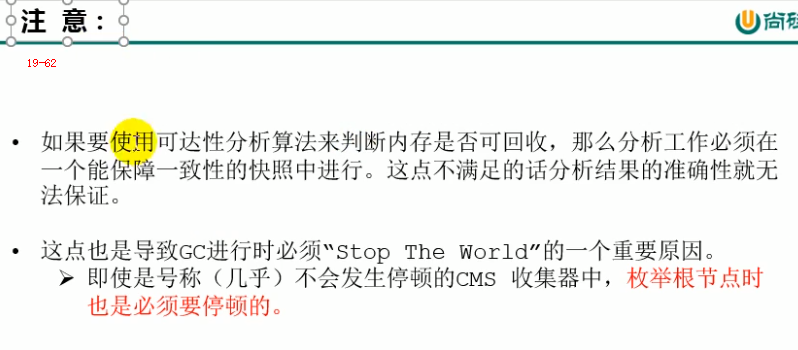 注 意：
尚硅
19-62
• 如果要使用可达性分析算法来判断内存是否可回收，那么分析工作必须在
一个能保障一致性的快照中进行。这点不满足的话分析结果的准确性就无
法保证。
• 这点也是导致GC进行时必须“Stop The World”的一个重要原因。
➢ 即使是号称（几乎）不会发生停顿的CMS 收集器中，枚举根节点时
也是必须要停顿的。